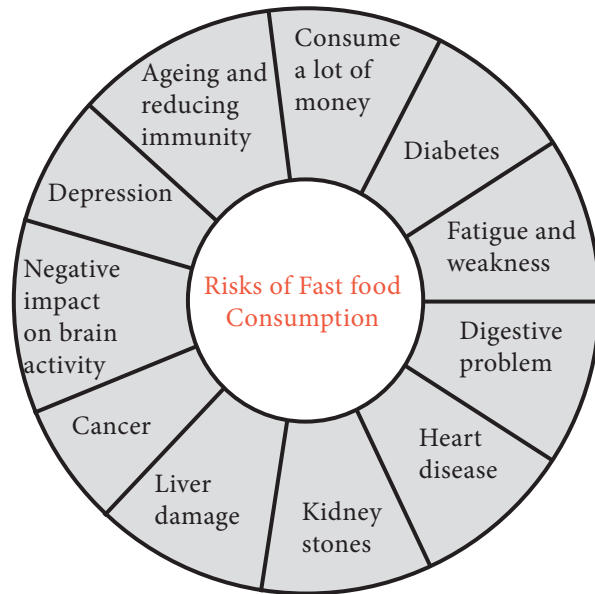 Risks of Fast food
Consumption
Consume
a lot of
money
Diabetes
Fatigue and
weakness
Digestive
problem
Heart
disease
Kidney
stones
Liver
damage
Cancer
Negative
impact
on brain
activity
Depression
Ageing and
reducing
immunity